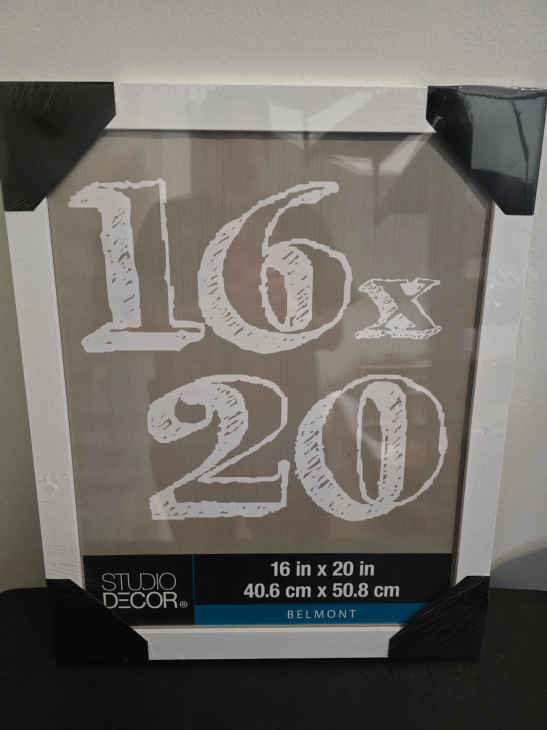 16x
20
STUDIO
DECOR®
16 in x 20 in
40.6 cm x 50.8 cm
BELMONT